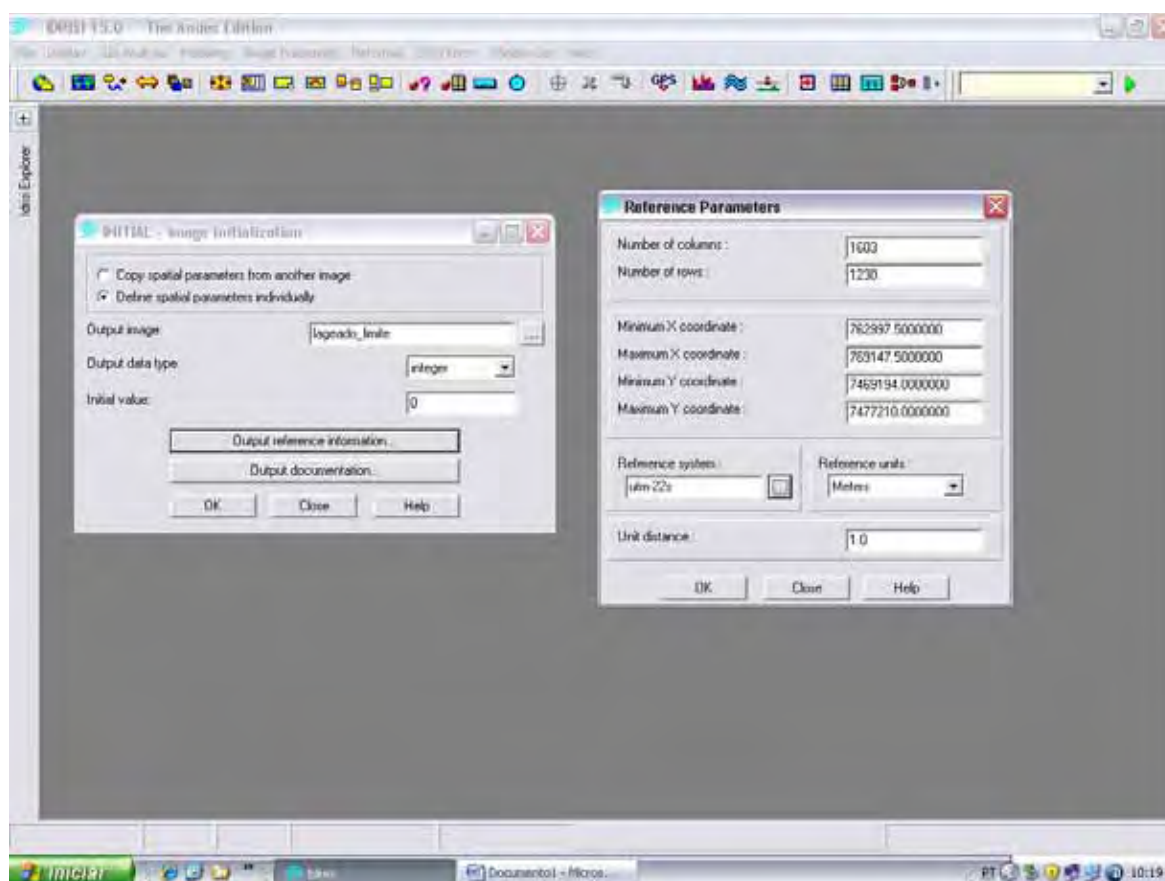 IDRISI 15.0 The Andes Edition
GPS
Idrisi Explorer
INITIAL - Image Initialization
Copy spatial parameters from another image
Define spatial parameters individually
Output image
lageado_limite
...
Output data type
integer
Initial value:
0
Output reference information...
Output documentation...
OK Close Help
Reference Parameters
Number of columns :
1603
Number of rows :
1230
Minimum X coordinate :
762997.5000000
Maximum X coordinate :
769147.5000000
Minimum Y coordinate :
7469194.0000000
Maximum Y coordinate :
7477210.0000000
Reference system :
utm-22s
Reference units :
Meters
Unit distance :
1.0
OK Close Help
Iniciar
Documento1 - Micros...
PT
10:19